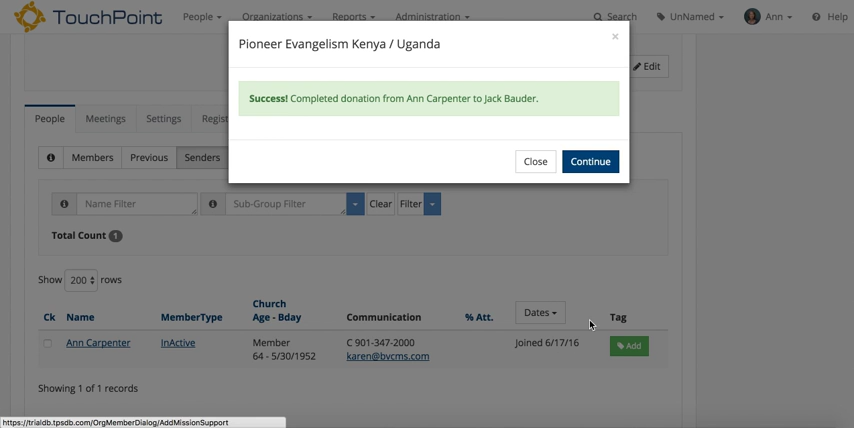 TouchPoint People Organizations Reports Administration Search UnNamed Ann Help
Pioneer Evangelism Kenya / Uganda ×
Edit
Success! Completed donation from Ann Carpenter to Jack Bauder.
People Meetings Settings Regist
Close Continue
Members Previous Senders
Name Filter Sub-Group Filter Clear Filter
Total Count 1
Show 200 rows
Ck Name MemberType Church Age - Bday Communication % Att. Dates Tag
Ann Carpenter InActive Member C 901-347-2000 Joined 6/17/16 Add
64 - 5/30/1952 karen@bvcms.com
Showing 1 of 1 records
https://trialdb.tpsdb.com/OrgMemberDialog/AddMissionSupport